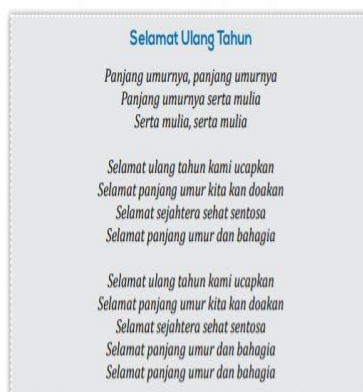 Selamat Ulang Tahun
Panjang umurnya, panjang umurnya
Panjang umurnya serta mulia
Serta mulia, serta mulia
Selamat ulang tahun kami ucapkan
Selamat panjang umur kita kan doakan
Selamat sejahtera sehat sentosa
Selamat panjang umur dan bahagia
Selamat ulang tahun kami ucapkan
Selamat panjang umur kita kan doakan
Selamat sejahtera sehat sentosa
Selamat panjang umur dan bahagia
Selamat panjang umur dan bahagia